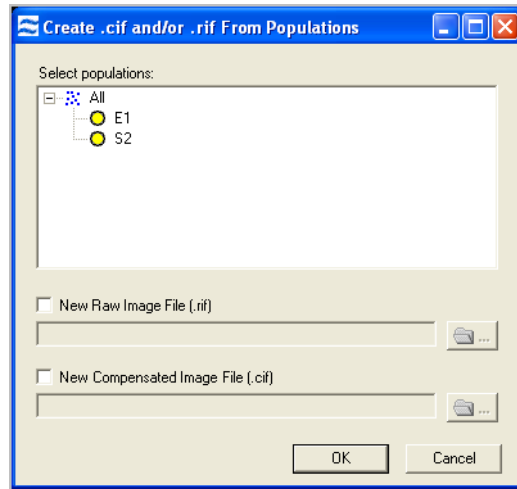 Create .cif and/or .rif From Populations
Select populations:
All
E1
S2
New Raw Image File (.rif)
...
New Compensated Image File (.cif)
...
OK Cancel